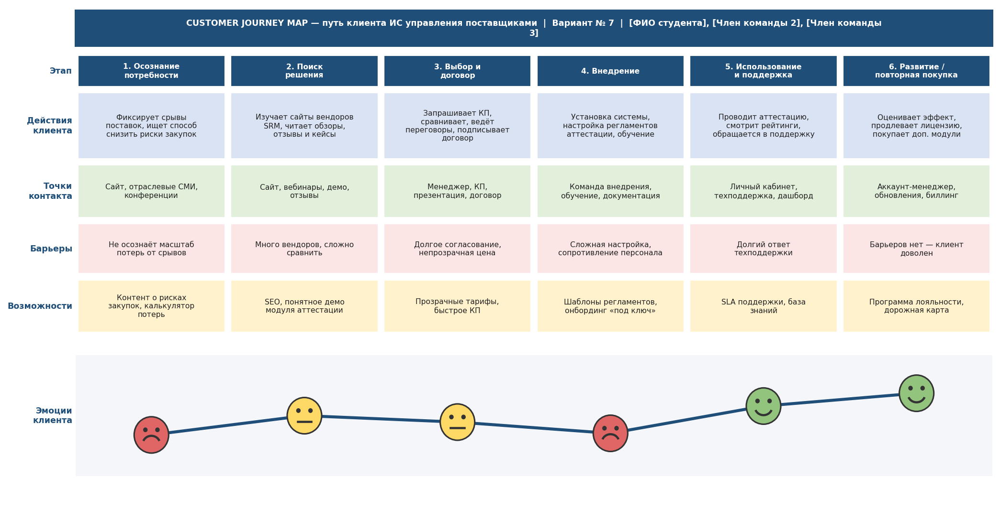 CUSTOMER JOURNEY MAP — путь клиента ИС управления поставщиками | Вариант № 7 | [ФИО студента], [Член команды 2], [Член команды
3]
Этап
1. Осознание
потребности
2. Поиск
решения
3. Выбор и
договор
4. Внедрение
5. Использование
и поддержка
6. Развитие /
повторная покупка
Действия
клиента
Фиксирует срывы
поставок, ищет способ
снизить риски закупок
Изучает сайты вендоров
SRM, читает обзоры,
отзывы и кейсы
Запрашивает КП,
сравнивает, ведёт
переговоры, подписывает
договор
Установка системы,
настройка регламентов
аттестации, обучение
Проводит аттестацию,
смотрит рейтинги,
обращается в поддержку
Оценивает эффект,
продлевает лицензию,
покупает доп. модули
Точки
контакта
Сайт, отраслевые СМИ,
конференции
Сайт, вебинары, демо,
отзывы
Менеджер, КП,
презентация, договор
Команда внедрения,
обучение, документация
Личный кабинет,
техподдержка, дашборд
Аккаунт-менеджер,
обновления, биллинг
Барьеры
Не осознаёт масштаб
потерь от срывов
Много вендоров, сложно
сравнить
Долгое согласование,
непрозрачная цена
Сложная настройка,
сопротивление персонала
Долгий ответ
техподдержки
Барьеров нет — клиент
доволен
Возможности
Контент о рисках
закупок, калькулятор
потерь
SEO, понятное демо
модуля аттестации
Прозрачные тарифы,
быстрое КП
Шаблоны регламентов,
онбординг «под ключ»
SLA поддержки, база
знаний
Программа лояльности,
дорожная карта
Эмоции
клиента